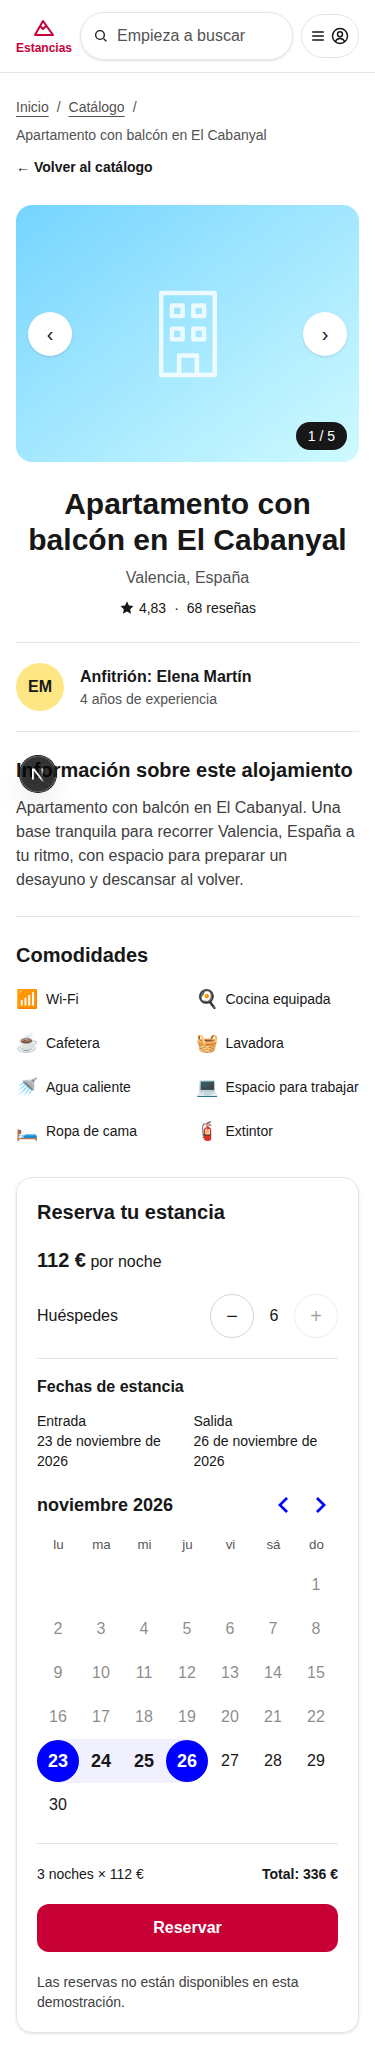 Estancias
Empieza a buscar
Inicio / Catálogo /
Apartamento con balcón en El Cabanyal
← Volver al catálogo
‹ ›
1 / 5
Apartamento con
balcón en El Cabanyal
Valencia, España
★ 4,83 · 68 reseñas
EM
Anfitrión: Elena Martín
4 años de experiencia
Información sobre este alojamiento
Apartamento con balcón en El Cabanyal. Una
base tranquila para recorrer Valencia, España a
tu ritmo, con espacio para preparar un
desayuno y descansar al volver.
Comodidades
Wi-Fi
Cocina equipada
Cafetera
Lavadora
Agua caliente
Espacio para trabajar
Ropa de cama
Extintor
Reserva tu estancia
112 € por noche
Huéspedes − 6 +
Fechas de estancia
Entrada
23 de noviembre de
2026
Salida
26 de noviembre de
2026
noviembre 2026
lu ma mi ju vi sá do
1
2 3 4 5 6 7 8
9 10 11 12 13 14 15
16 17 18 19 20 21 22
23 24 25 26 27 28 29
30
3 noches × 112 € Total: 336 €
Reservar
Las reservas no están disponibles en esta
demostración.